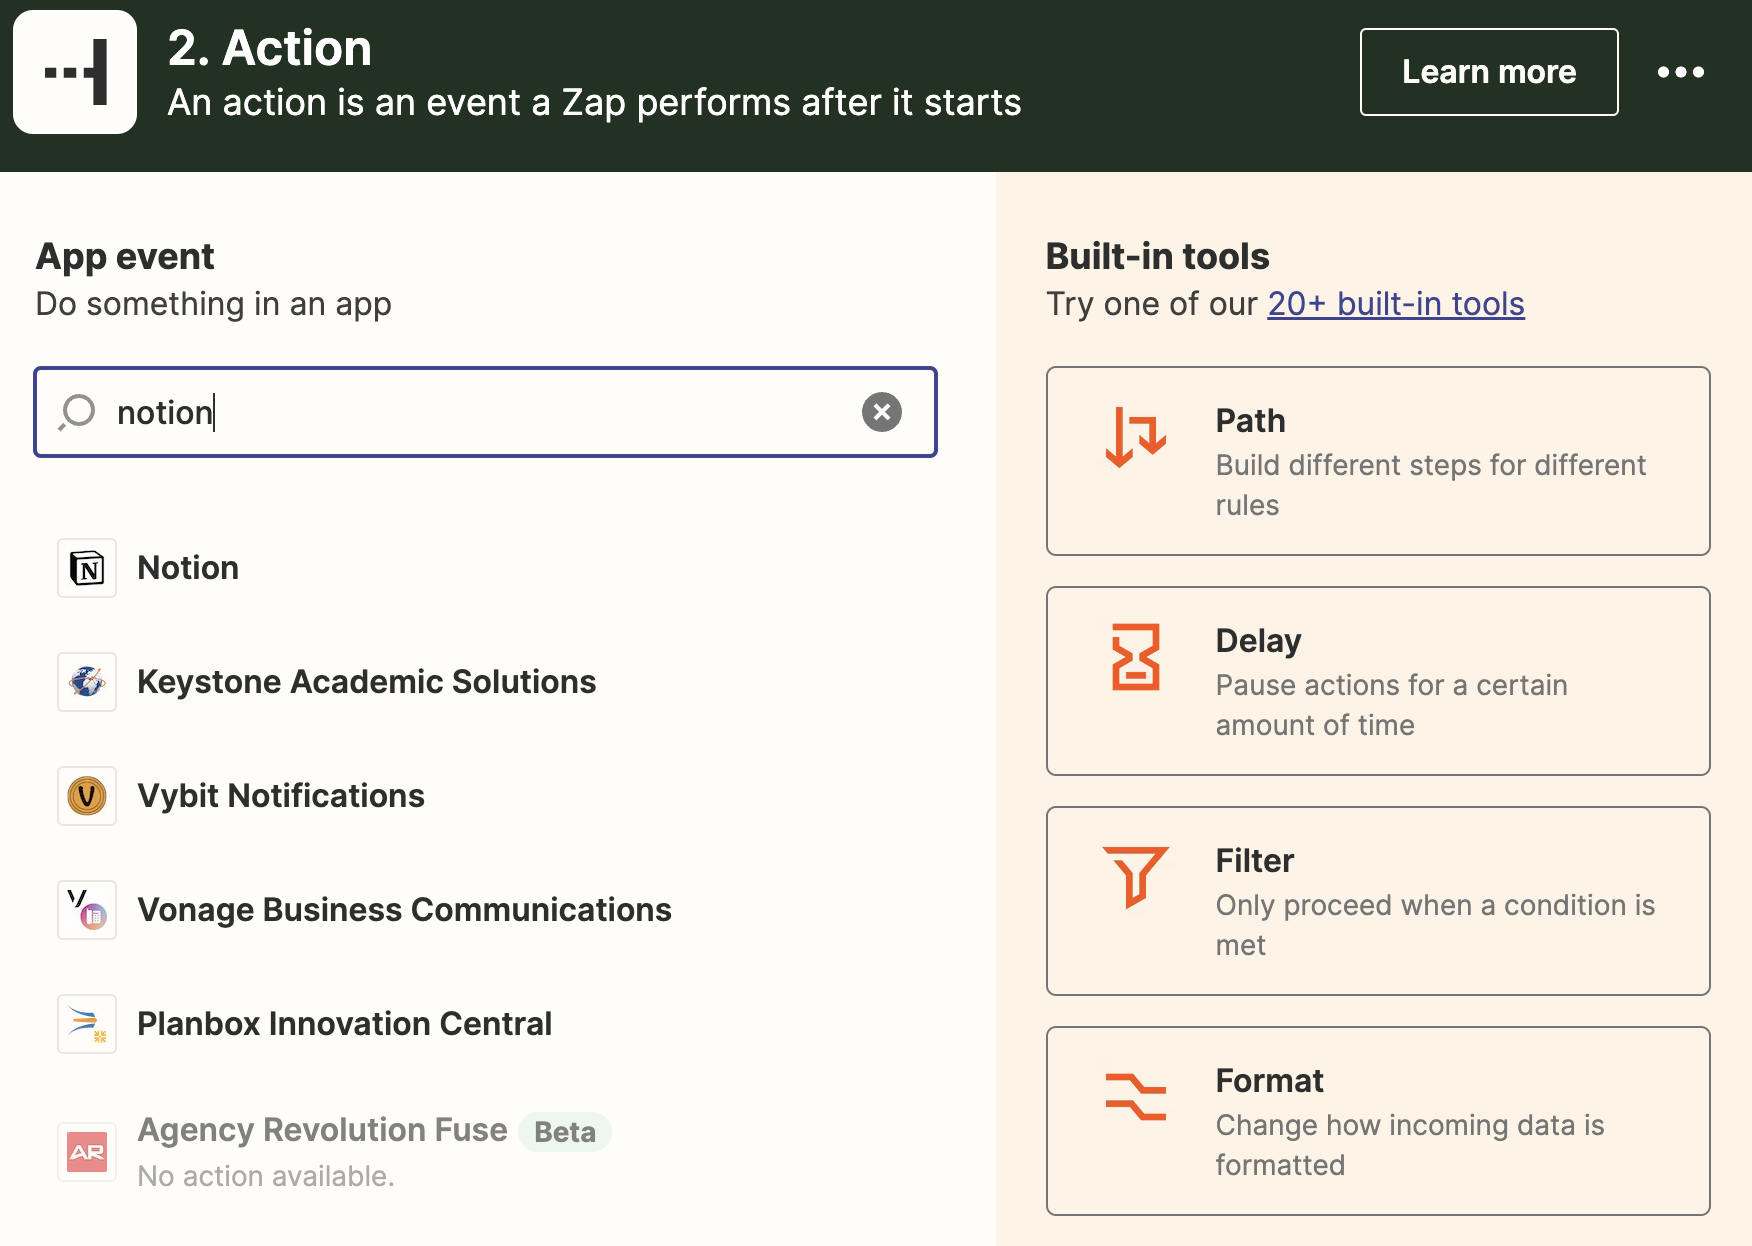 2. Action
An action is an event a Zap performs after it starts
Learn more
App event
Do something in an app
notion
N
Notion
Keystone Academic Solutions
V
Vybit Notifications
Vonage Business Communications
Planbox Innovation Central
AR
Agency Revolution Fuse Beta
No action available.
Built-in tools
Try one of our 20+ built-in tools
Path
Build different steps for different
rules
Delay
Pause actions for a certain
amount of time
Filter
Only proceed when a condition is
met
Format
Change how incoming data is
formatted